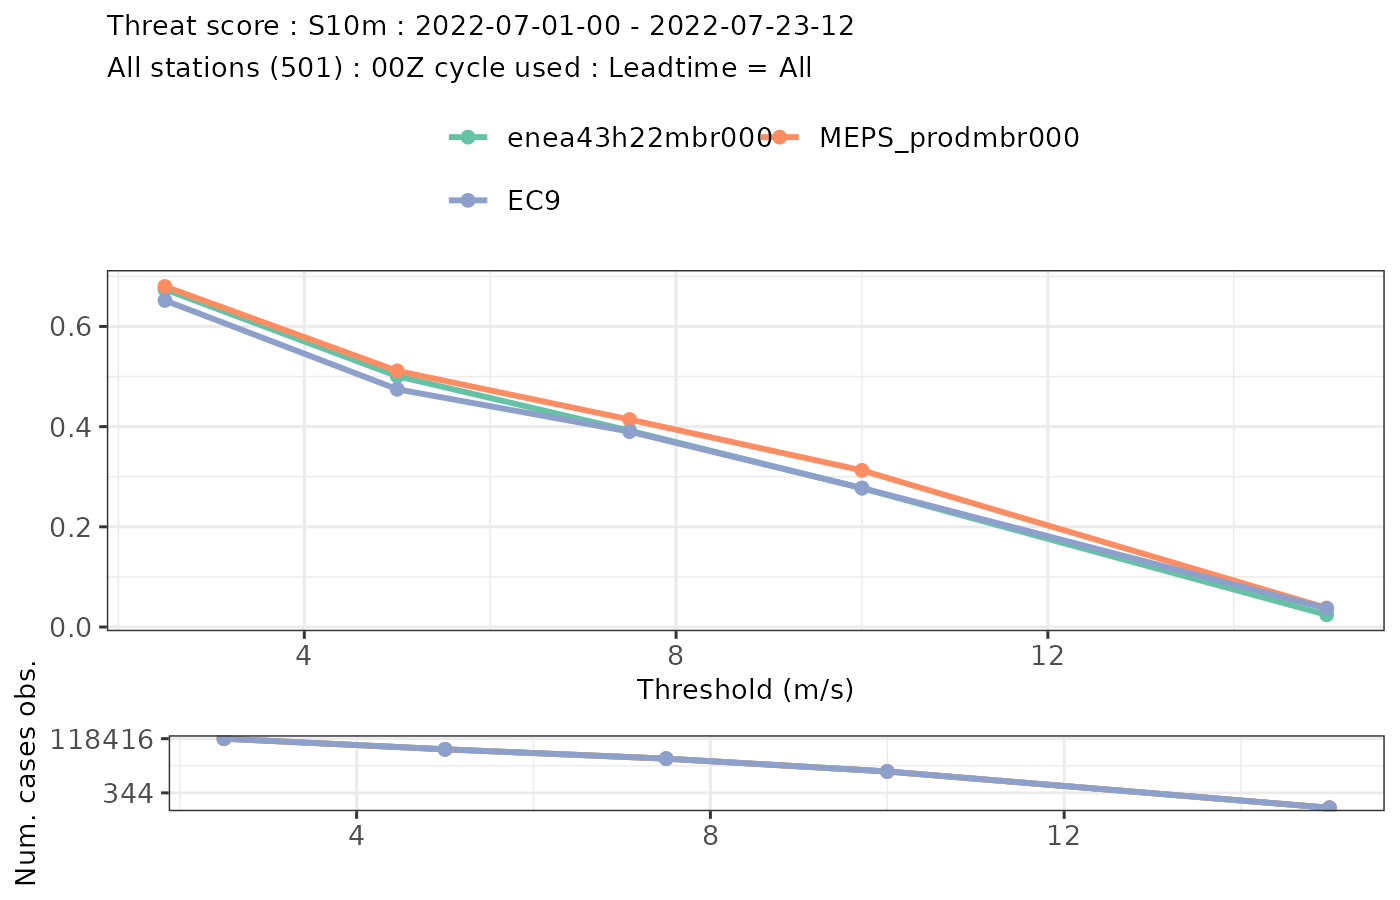 Threat score : S10m : 2022-07-01-00 - 2022-07-23-12
All stations (501) : 00Z cycle used : Leadtime = All
enea43h22mbr000 MEPS_prodmbr000
EC9
0.6
0.4
0.2
0.0
4 8 12
Threshold (m/s)
Num. cases obs.
118416
344
4 8 12